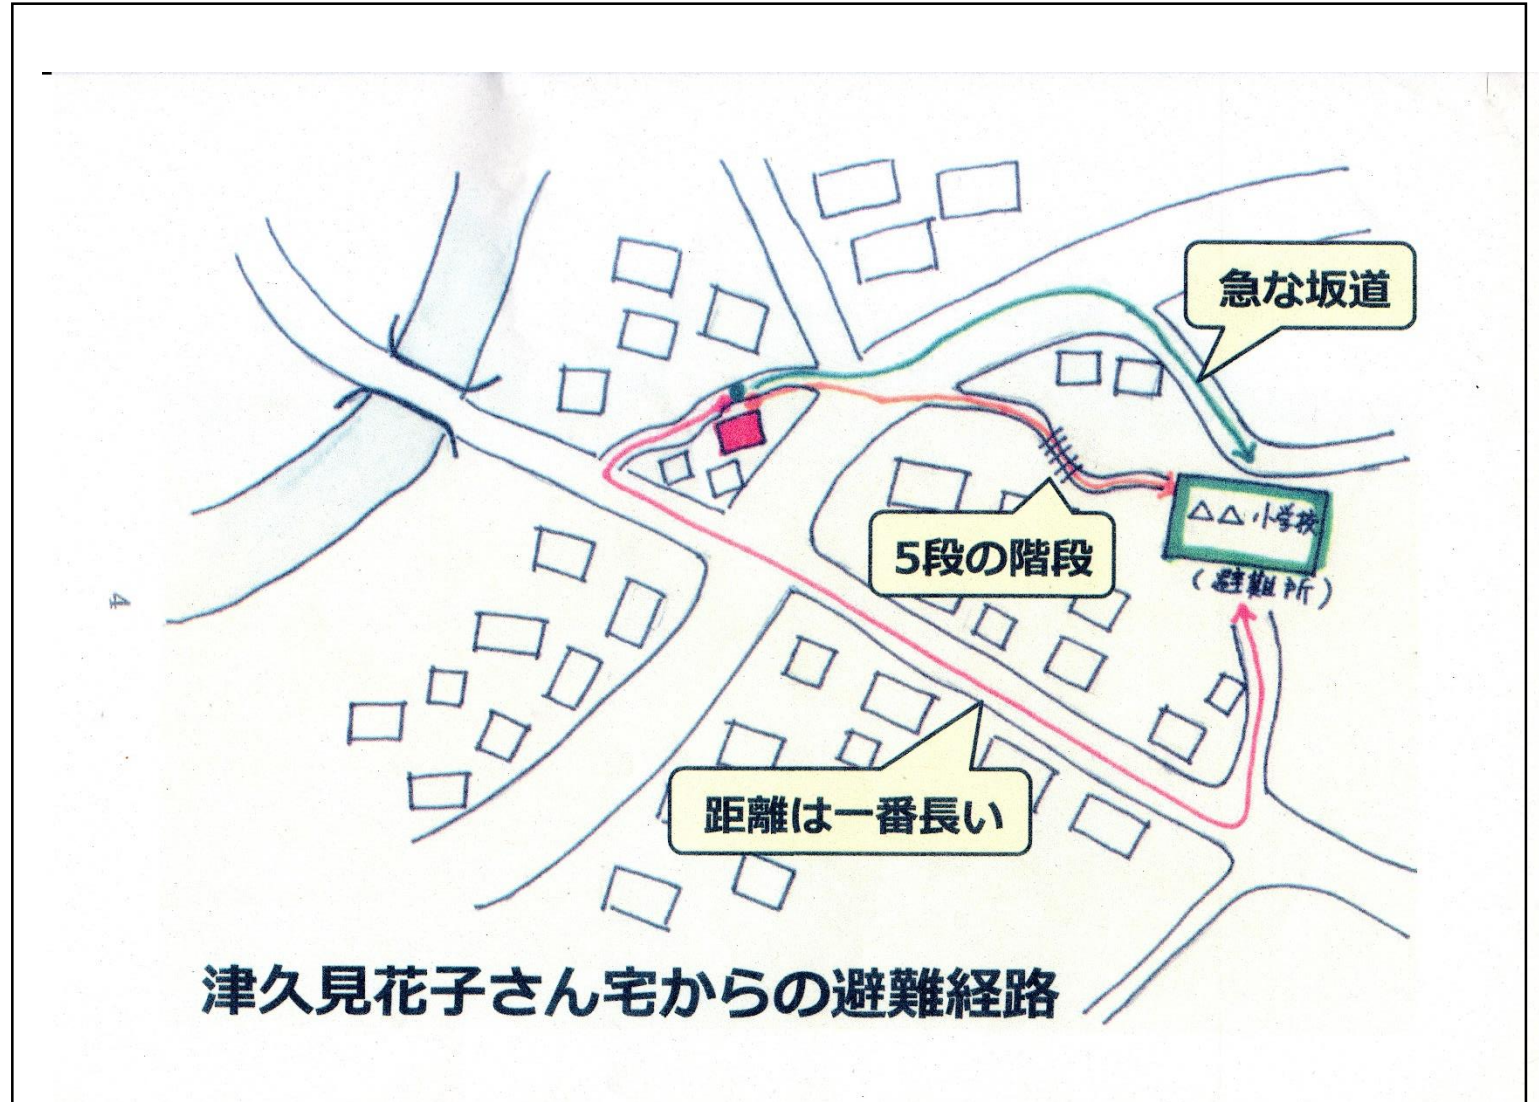 急な坂道
5段の階段
△△小学校
(避難所)
距離は一番長い
津久見花子さん宅からの避難経路
4